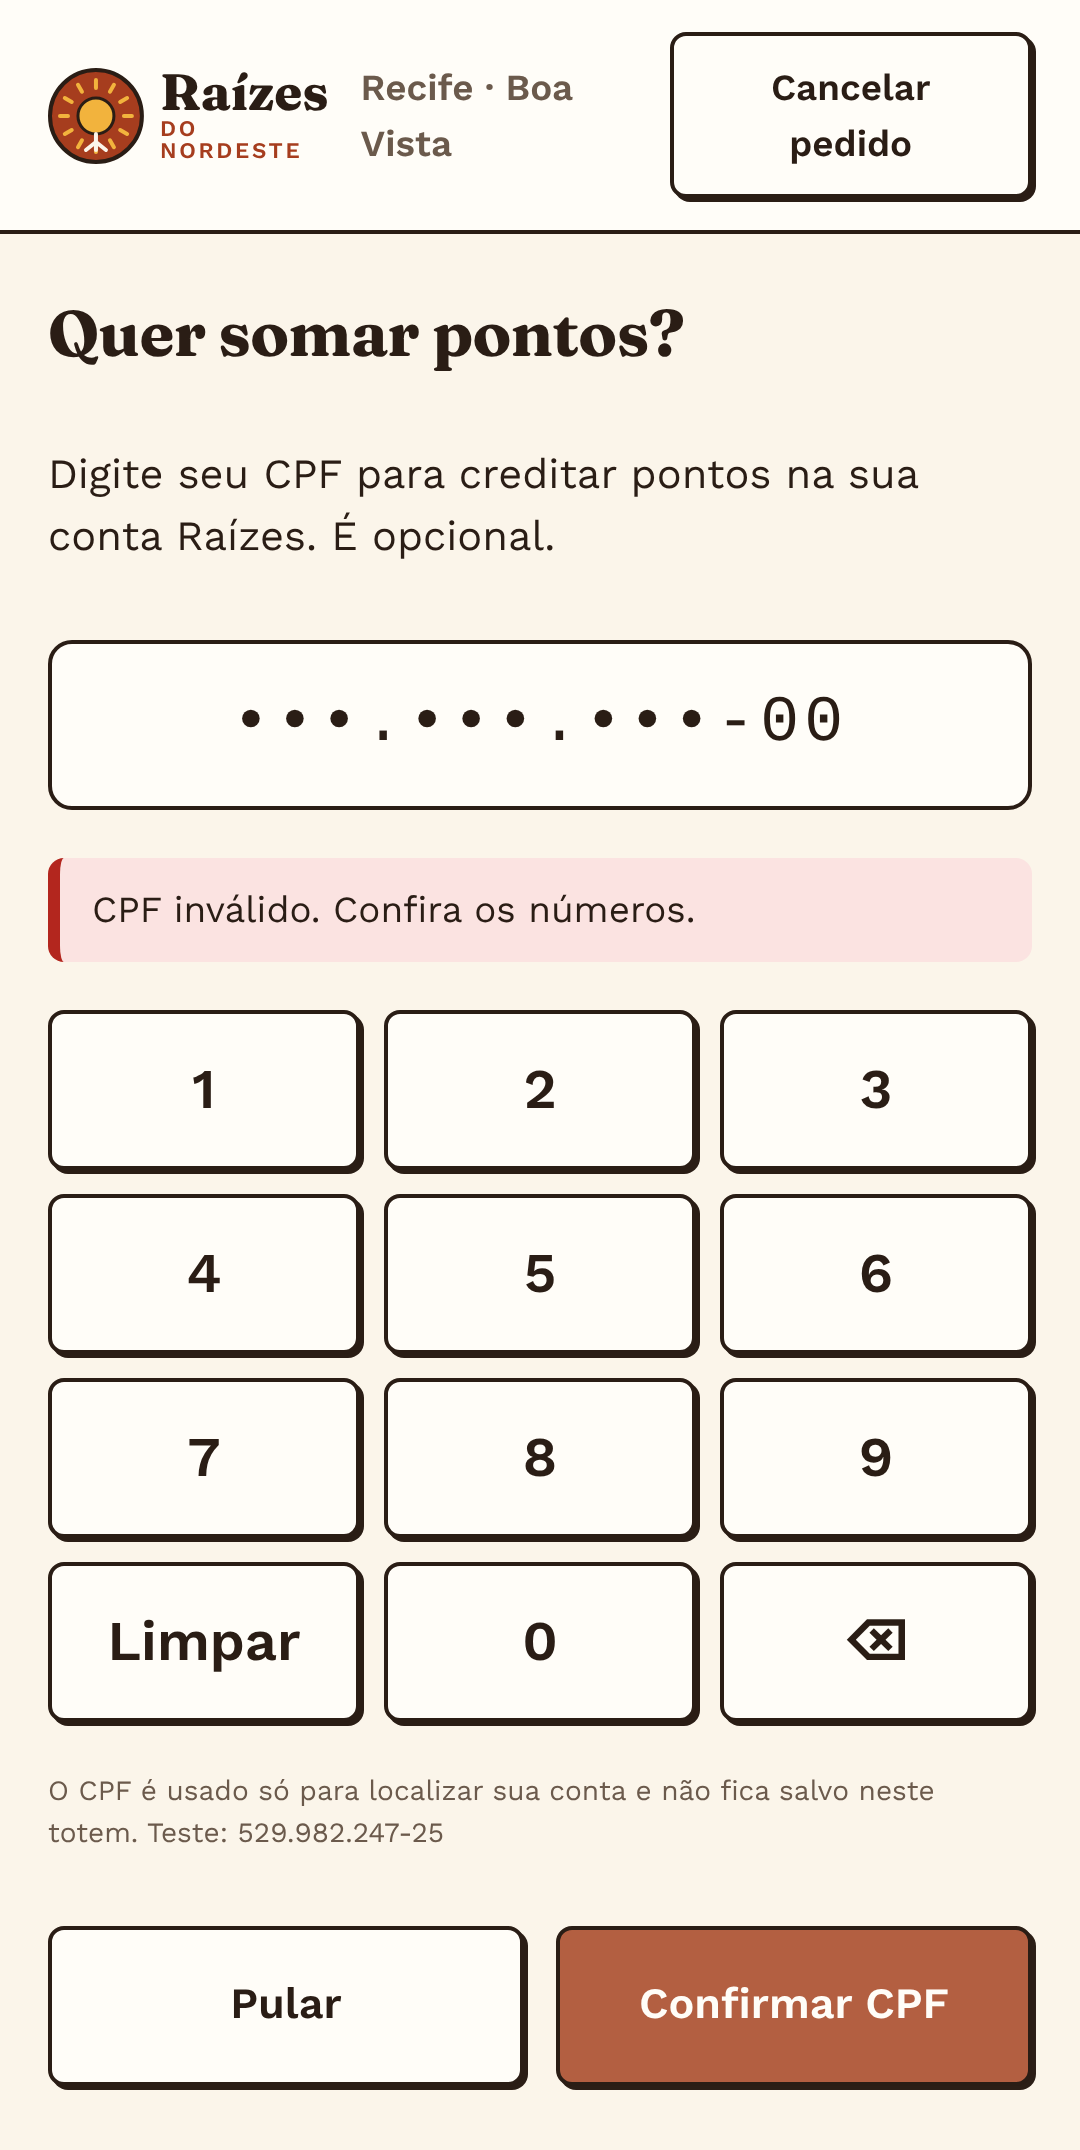 Raízes
DO
NORDESTE
Recife · Boa
Vista
Cancelar
pedido
Quer somar pontos?
Digite seu CPF para creditar pontos na sua
conta Raízes. É opcional.
•••.•••.•••-00
CPF inválido. Confira os números.
1 2 3
4 5 6
7 8 9
Limpar 0 ⌫
O CPF é usado só para localizar sua conta e não fica salvo neste
totem. Teste: 529.982.247-25
Pular Confirmar CPF